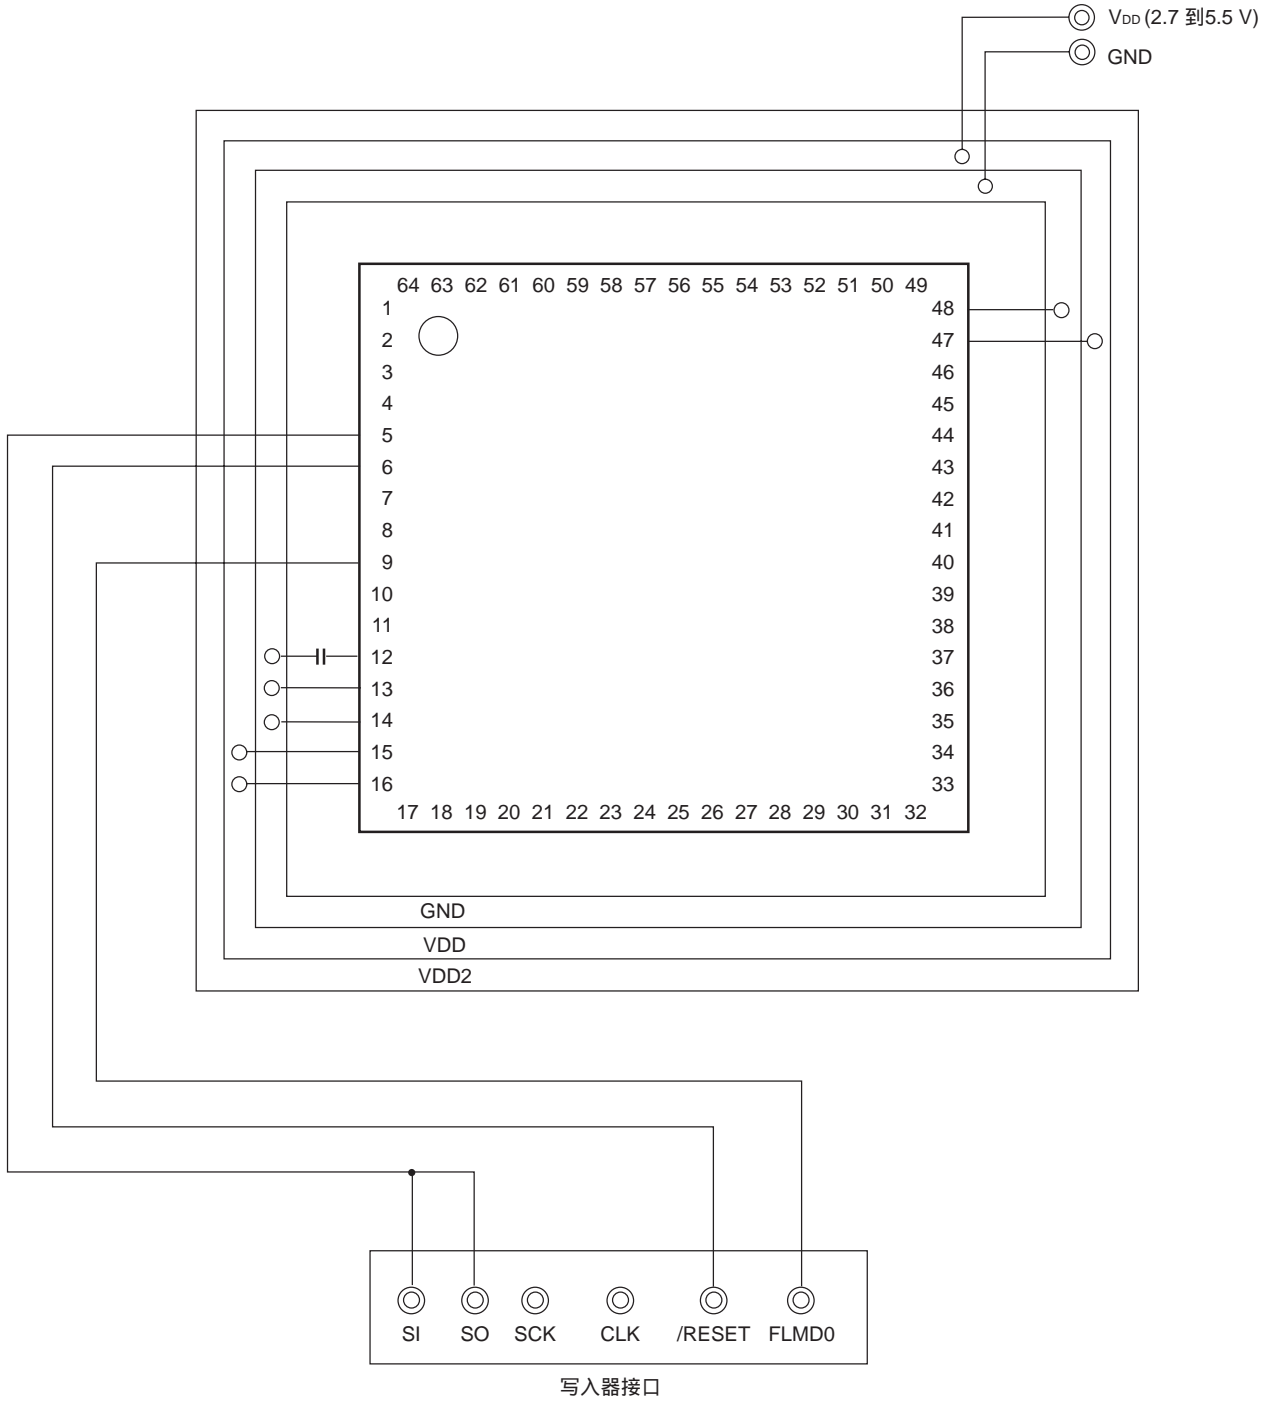 VDD (2.7 到5.5 V)
GND
64 63 62 61 60 59 58 57 56 55 54 53 52 51 50 49
1 48
2 47
3 46
4 45
5 44
6 43
7 42
8 41
9 40
10 39
11 38
12 37
13 36
14 35
15 34
16 33
17 18 19 20 21 22 23 24 25 26 27 28 29 30 31 32
GND
VDD
VDD2
SI SO SCK CLK /RESET FLMD0
写入器接口